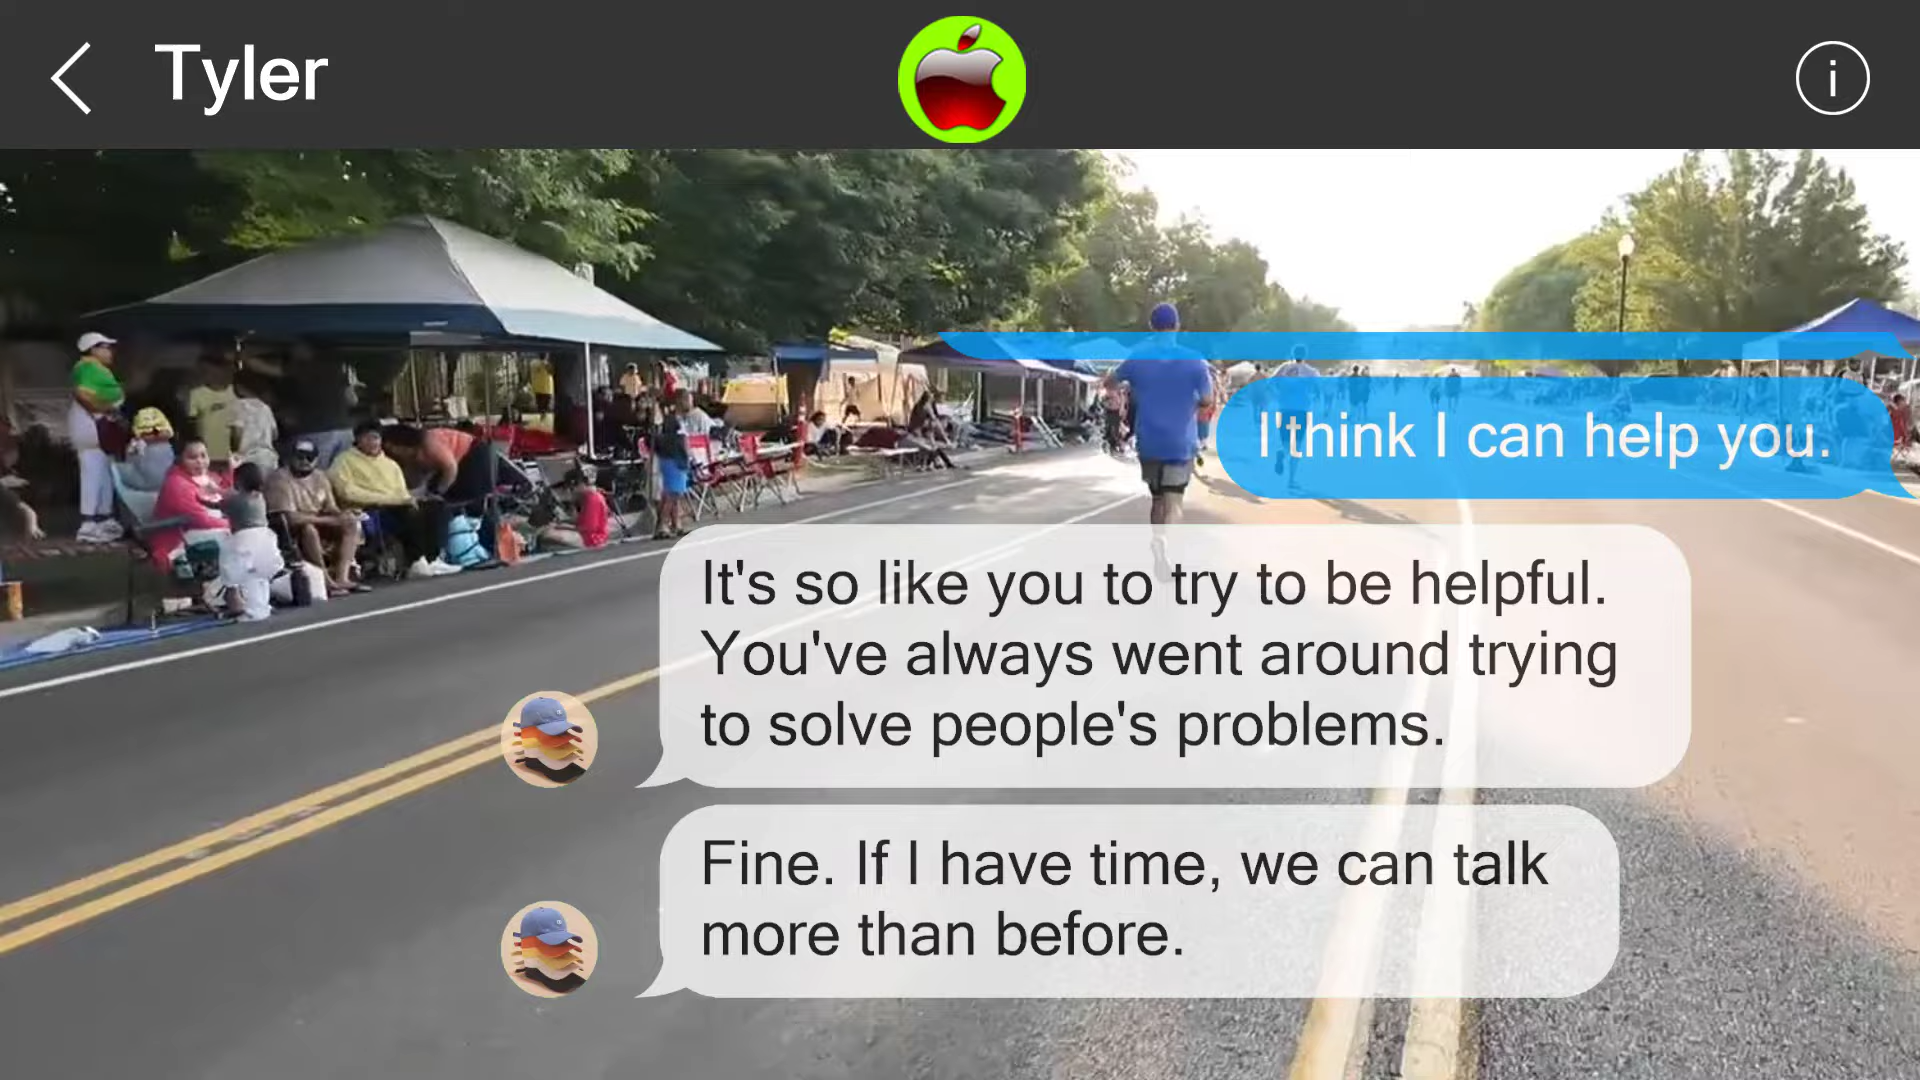 Tyler
i
I'think I can help you.
It's so like you to try to be helpful.
You've always went around trying
to solve people's problems.
Fine. If I have time, we can talk
more than before.